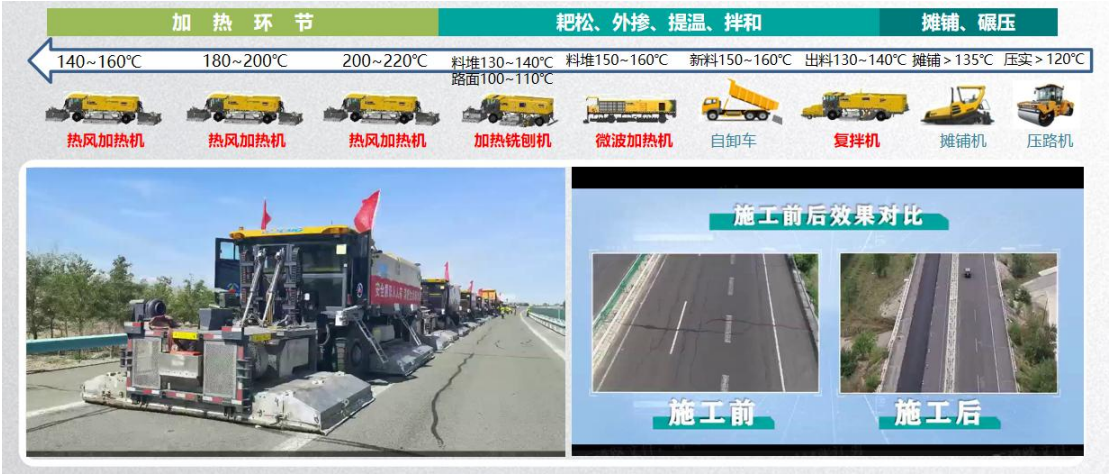 加 热 环 节
耙松、外掺、提温、拌和
摊铺、碾压
140~160℃
180~200℃
200~220℃
料堆130~140℃
路面100~110℃
料堆150~160℃
新料150~160℃
出料130~140℃
摊铺＞135℃
压实＞120℃
热风加热机
热风加热机
热风加热机
加热铣刨机
微波加热机
自卸车
复拌机
摊铺机
压路机
施工前后效果对比
施工前
施工后